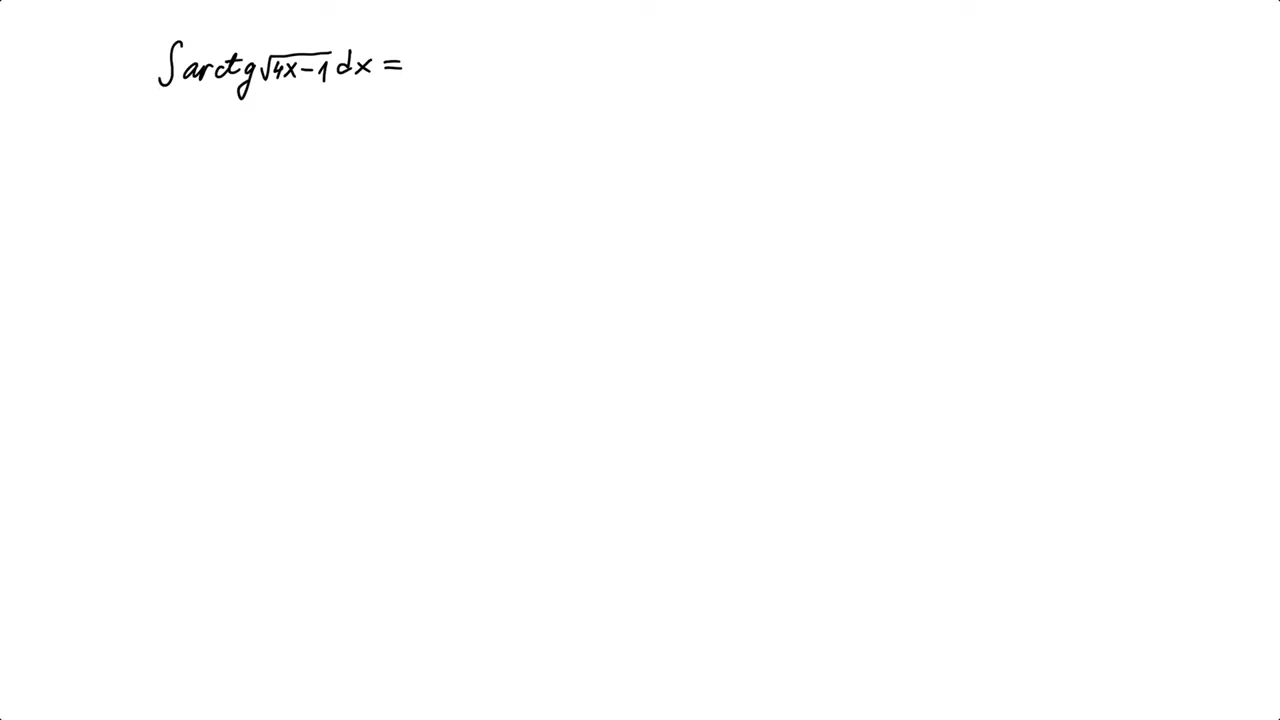 ∫ arctg √(4x−1) dx =